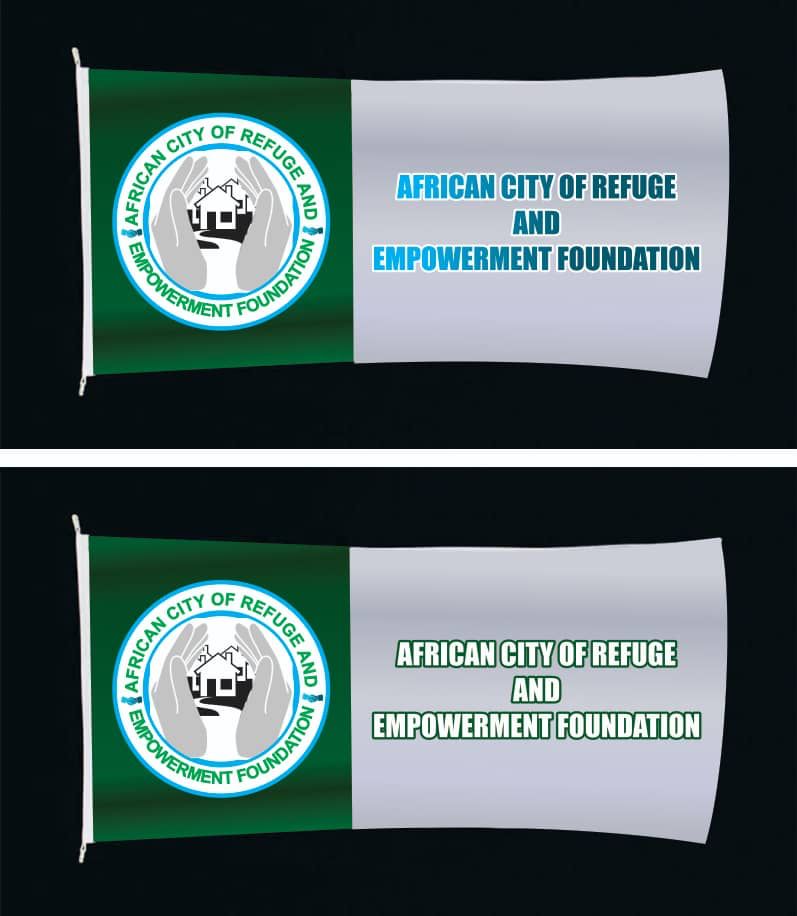 AFRICAN CITY OF REFUGE AND
EMPOWERMENT FOUNDATION
AFRICAN CITY OF REFUGE
AND
EMPOWERMENT FOUNDATION
AFRICAN CITY OF REFUGE AND
EMPOWERMENT FOUNDATION
AFRICAN CITY OF REFUGE
AND
EMPOWERMENT FOUNDATION